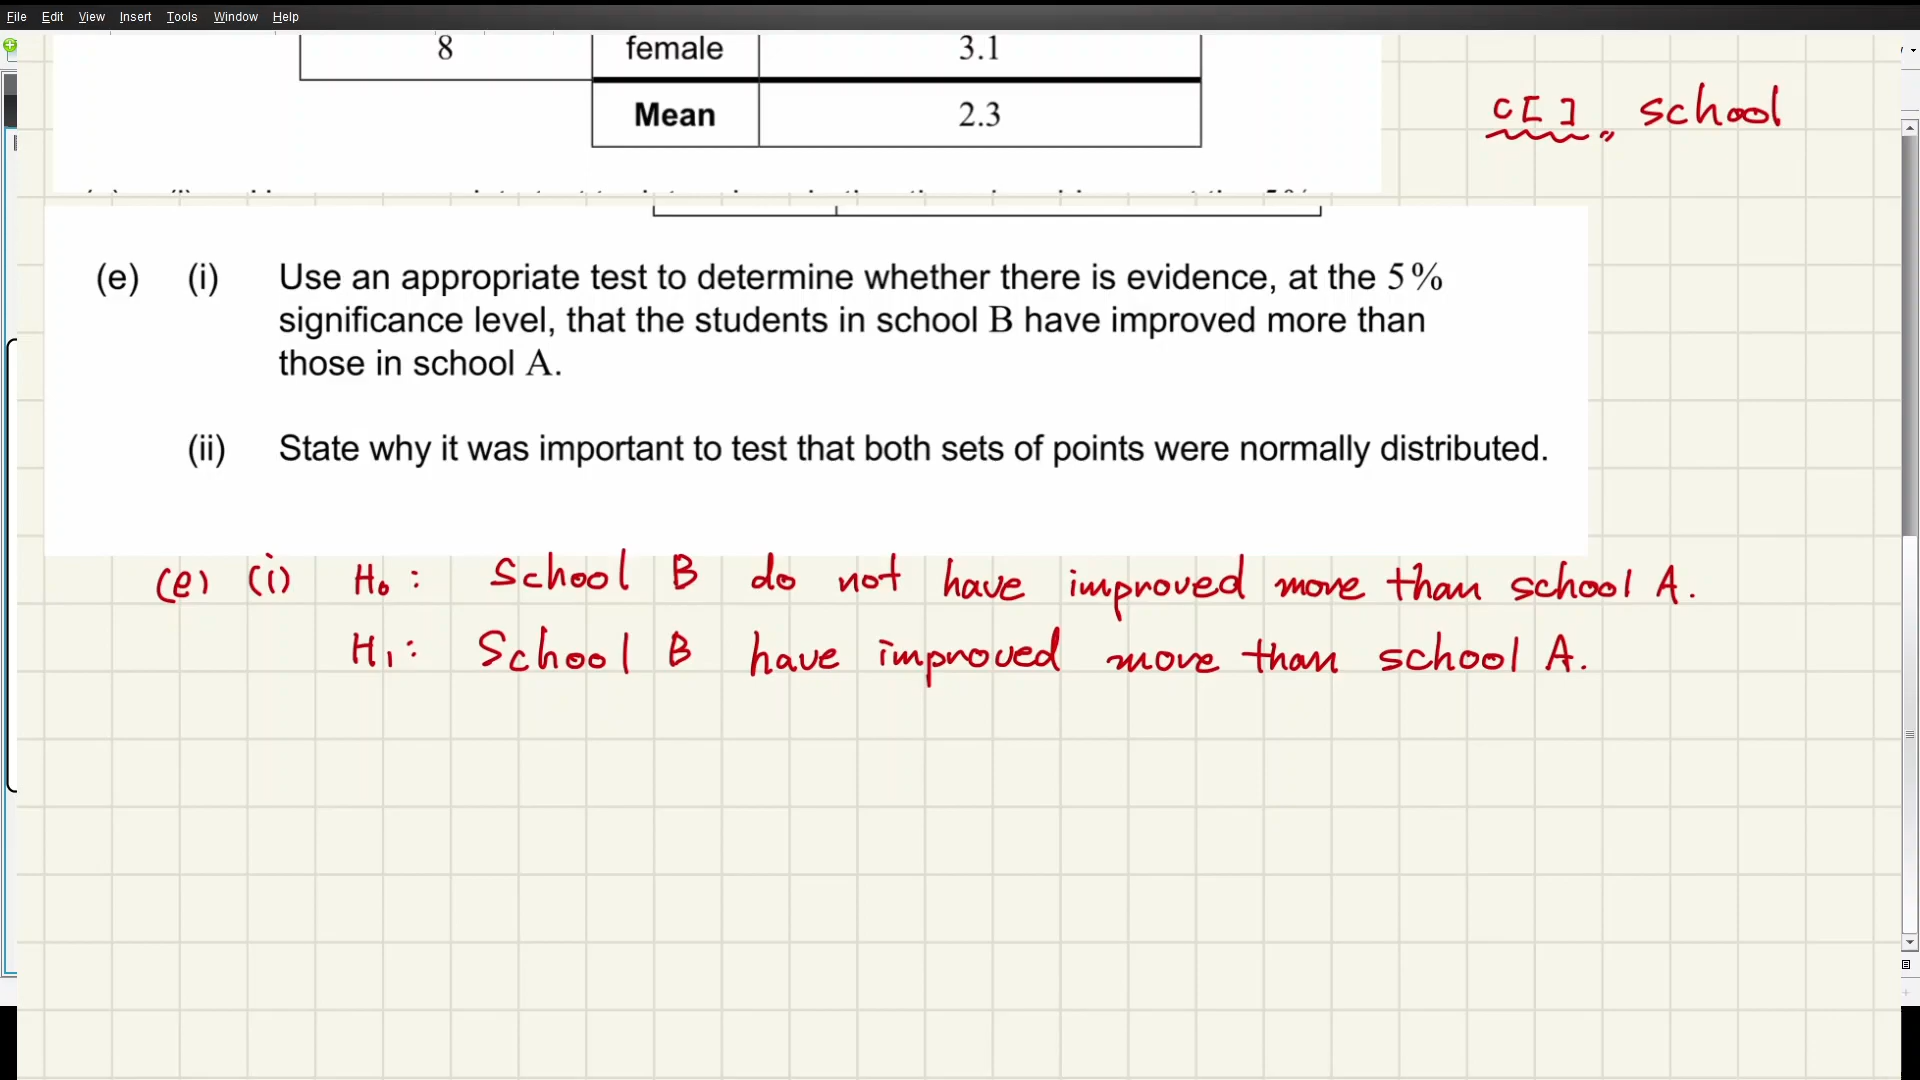 File Edit View Insert Tools Window Help
8 female 3.1
Mean 2.3
C[ ]. school
(e) (i) Use an appropriate test to determine whether there is evidence, at the 5%
significance level, that the students in school B have improved more than
those in school A.
(ii) State why it was important to test that both sets of points were normally distributed.
(e) (i) H₀: School B do not have improved more than school A.
H₁: School B have improved more than school A.